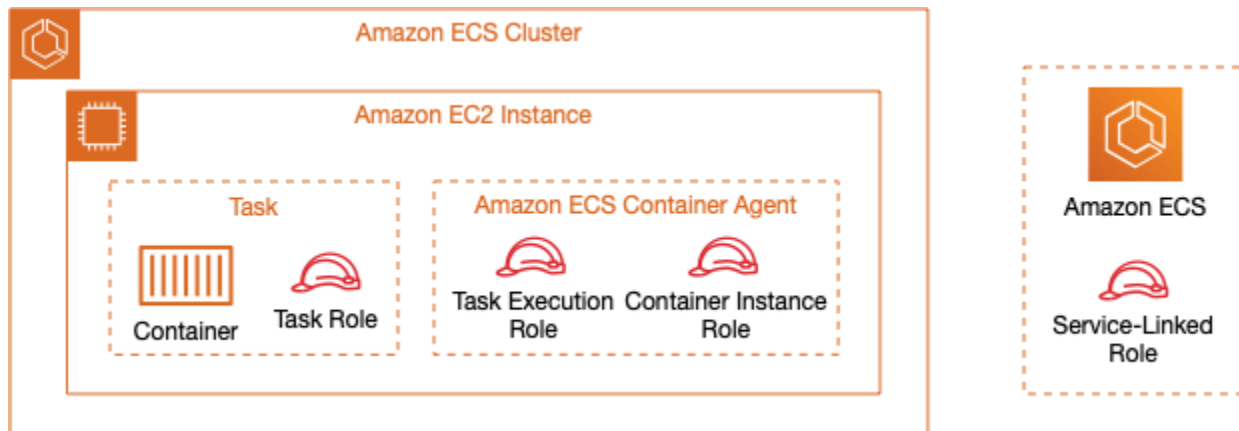 Amazon ECS Cluster
Amazon EC2 Instance
Task
Container
Task Role
Amazon ECS Container Agent
Task Execution
Role
Container Instance
Role
Amazon ECS
Service-Linked
Role